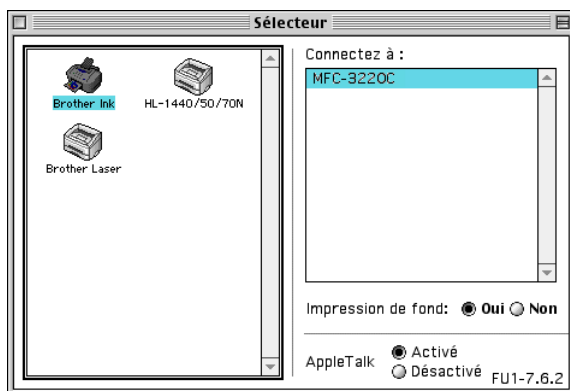 Sélecteur
Brother Ink
HL-1440/50/70N
Brother Laser
Connectez à :
MFC-3220C
Impression de fond: Oui Non
AppleTalk
Activé
Désactivé
FU1-7.6.2